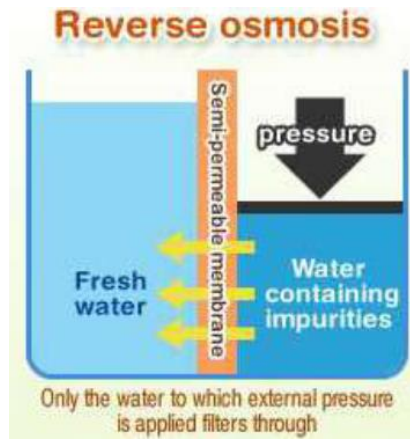 Reverse osmosis
Semi-permeable membrane
pressure
Fresh
water
Water
containing
impurities
Only the water to which external pressure
is applied filters through